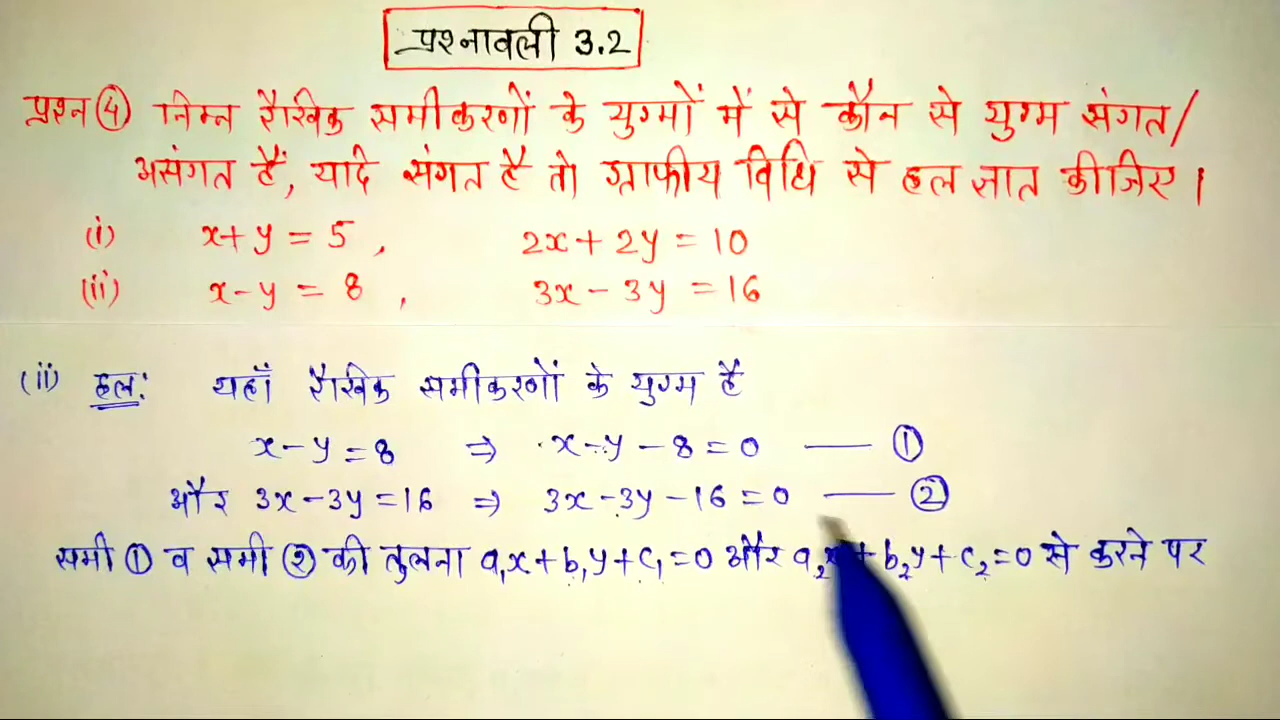 प्रश्नावली 3.2
प्रश्न ④ निम्न रैखिक समीकरणों के युग्मों में से कौन से युग्म संगत/
असंगत हैं, यदि संगत है तो ग्राफीय विधि से हल ज्ञात कीजिए।
(i) x+y = 5 , 2x + 2y = 10
(ii) x-y = 8 , 3x - 3y = 16
(ii) हल: यहाँ रैखिक समीकरणों के युग्म है
x-y = 8 ⇒ x-y-8=0 —— ①
और 3x-3y=16 ⇒ 3x-3y-16=0 —— ②
समी ① व समी ② की तुलना a₁x+b₁y+c₁=0 और a₂x+b₂y+c₂=0 से करने पर